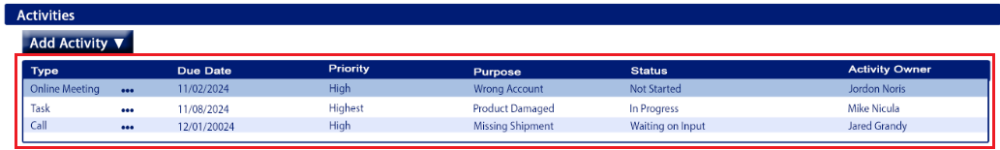 Activities
Add Activity ▼
Type Due Date Priority Purpose Status Activity Owner
Online Meeting ••• 11/02/2024 High Wrong Account Not Started Jordon Noris
Task ••• 11/08/2024 Highest Product Damaged In Progress Mike Nicula
Call ••• 12/01/20024 High Missing Shipment Waiting on Input Jared Grandy